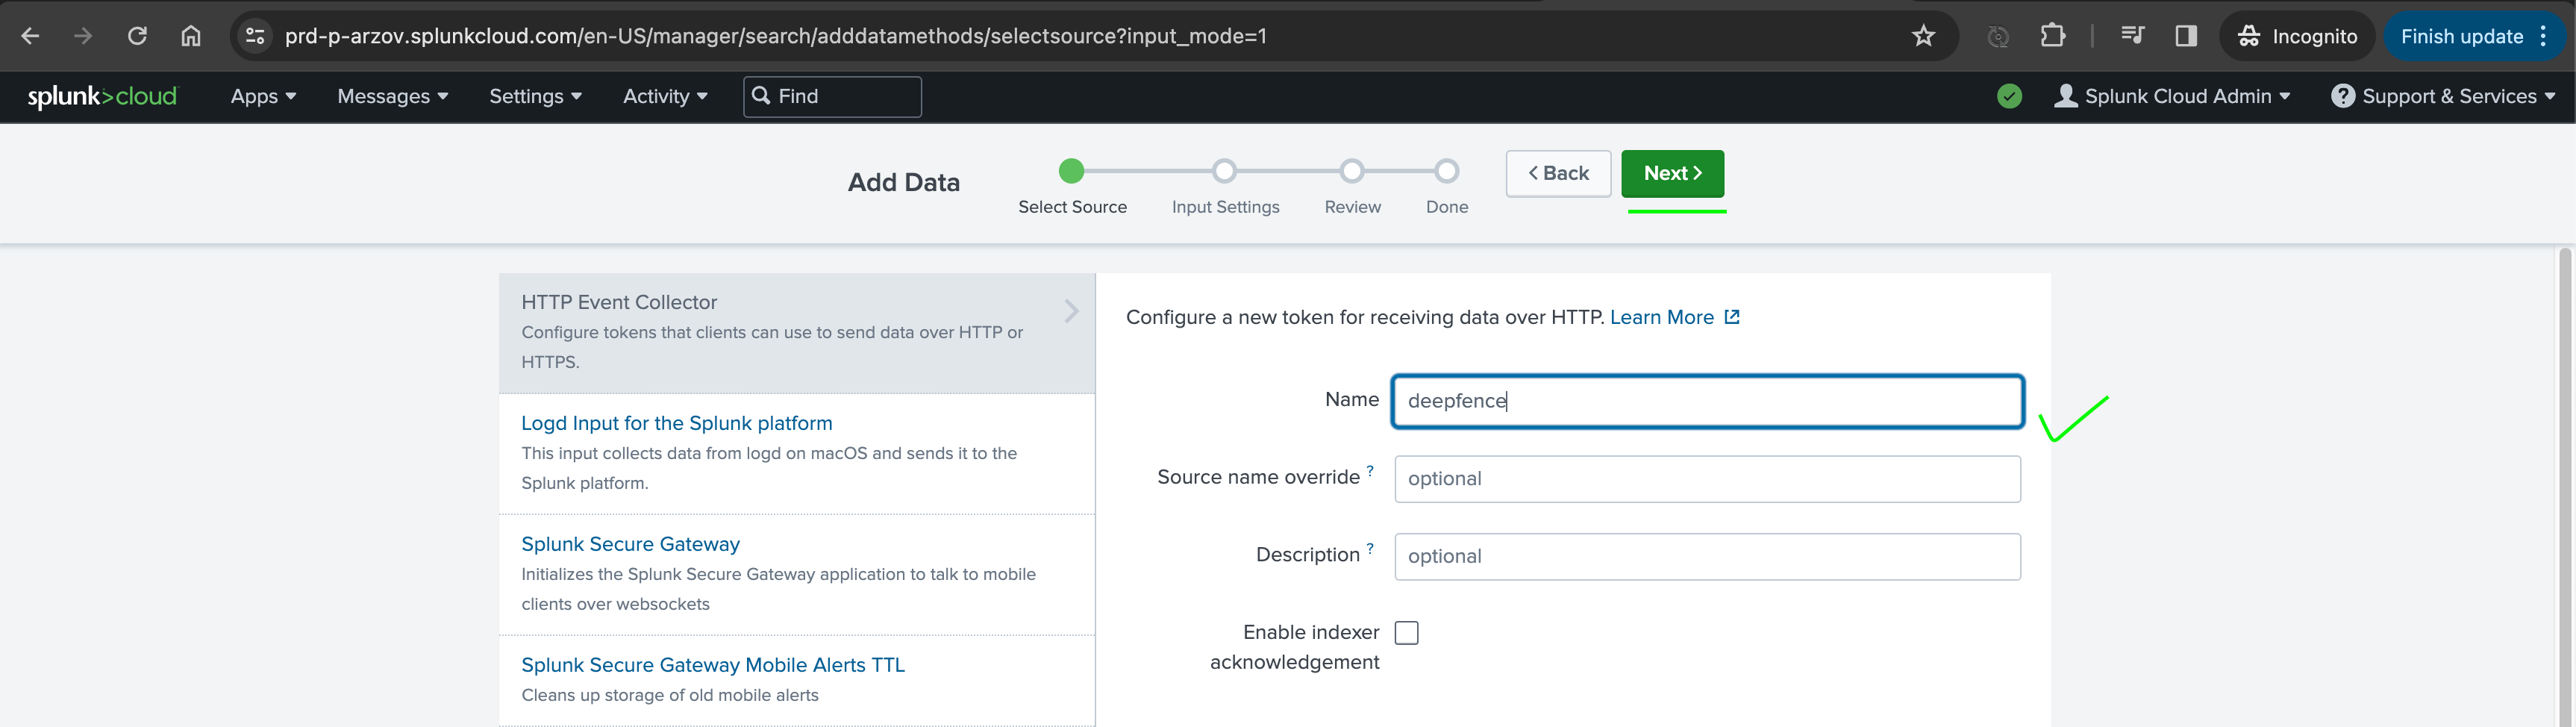 prd-p-arzov.splunkcloud.com/en-US/manager/search/adddatamethods/selectsource?input_mode=1
Incognito
Finish update
splunk>cloud
Apps
Messages
Settings
Activity
Find
Splunk Cloud Admin
? Support & Services
Add Data
Select Source
Input Settings
Review
Done
< Back
Next >
HTTP Event Collector
Configure tokens that clients can use to send data over HTTP or
HTTPS.
Logd Input for the Splunk platform
This input collects data from logd on macOS and sends it to the
Splunk platform.
Splunk Secure Gateway
Initializes the Splunk Secure Gateway application to talk to mobile
clients over websockets
Splunk Secure Gateway Mobile Alerts TTL
Cleans up storage of old mobile alerts
Configure a new token for receiving data over HTTP. Learn More
Name
deepfence
Source name override ?
optional
Description ?
optional
Enable indexer
acknowledgement